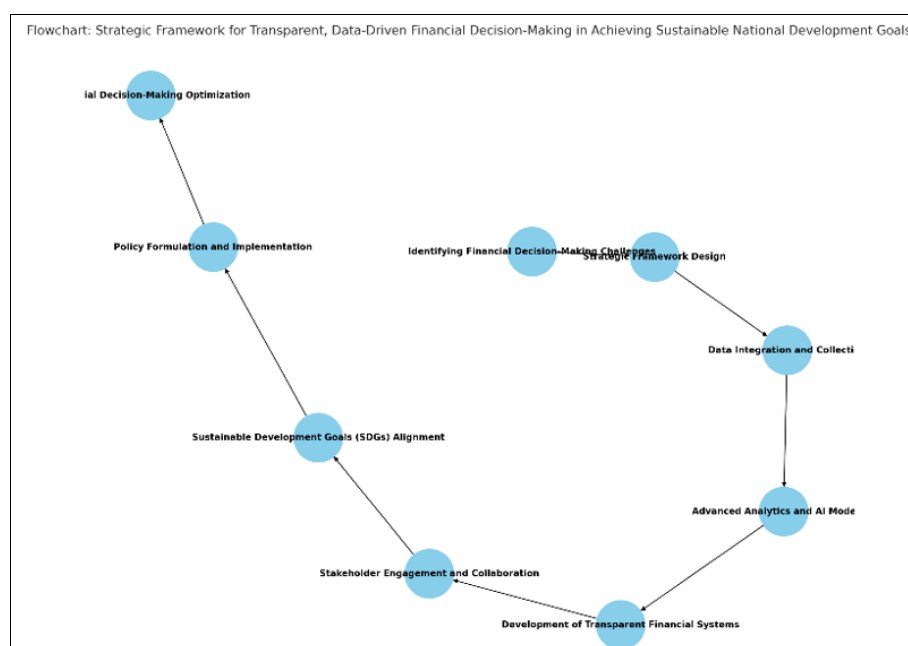 Flowchart: Strategic Framework for Transparent, Data-Driven Financial Decision-Making in Achieving Sustainable National Development Goals
ial Decision-Making Optimization
Policy Formulation and Implementation
Identifying Financial Decision-Making Challenges
Strategic Framework Design
Data Integration and Collecti
Advanced Analytics and AI Mode
Sustainable Development Goals (SDGs) Alignment
Stakeholder Engagement and Collaboration
Development of Transparent Financial Systems